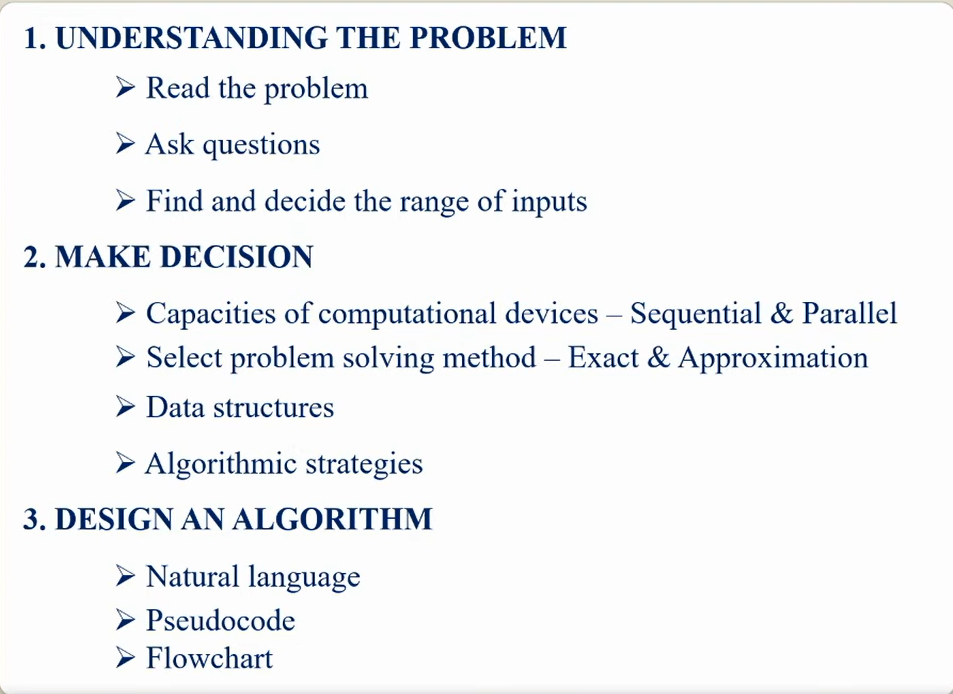 1. UNDERSTANDING THE PROBLEM
➢ Read the problem
➢ Ask questions
➢ Find and decide the range of inputs
2. MAKE DECISION
➢ Capacities of computational devices – Sequential & Parallel
➢ Select problem solving method – Exact & Approximation
➢ Data structures
➢ Algorithmic strategies
3. DESIGN AN ALGORITHM
➢ Natural language
➢ Pseudocode
➢ Flowchart